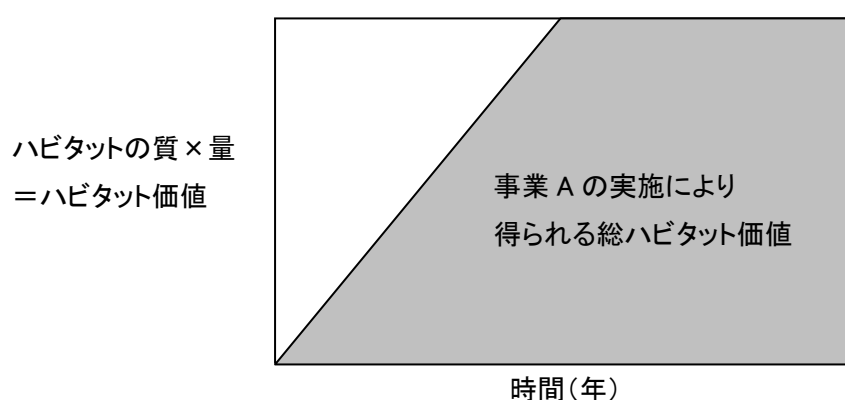 ハビタットの質×量
＝ハビタット価値
事業 A の実施により
得られる総ハビタット価値
時間(年)